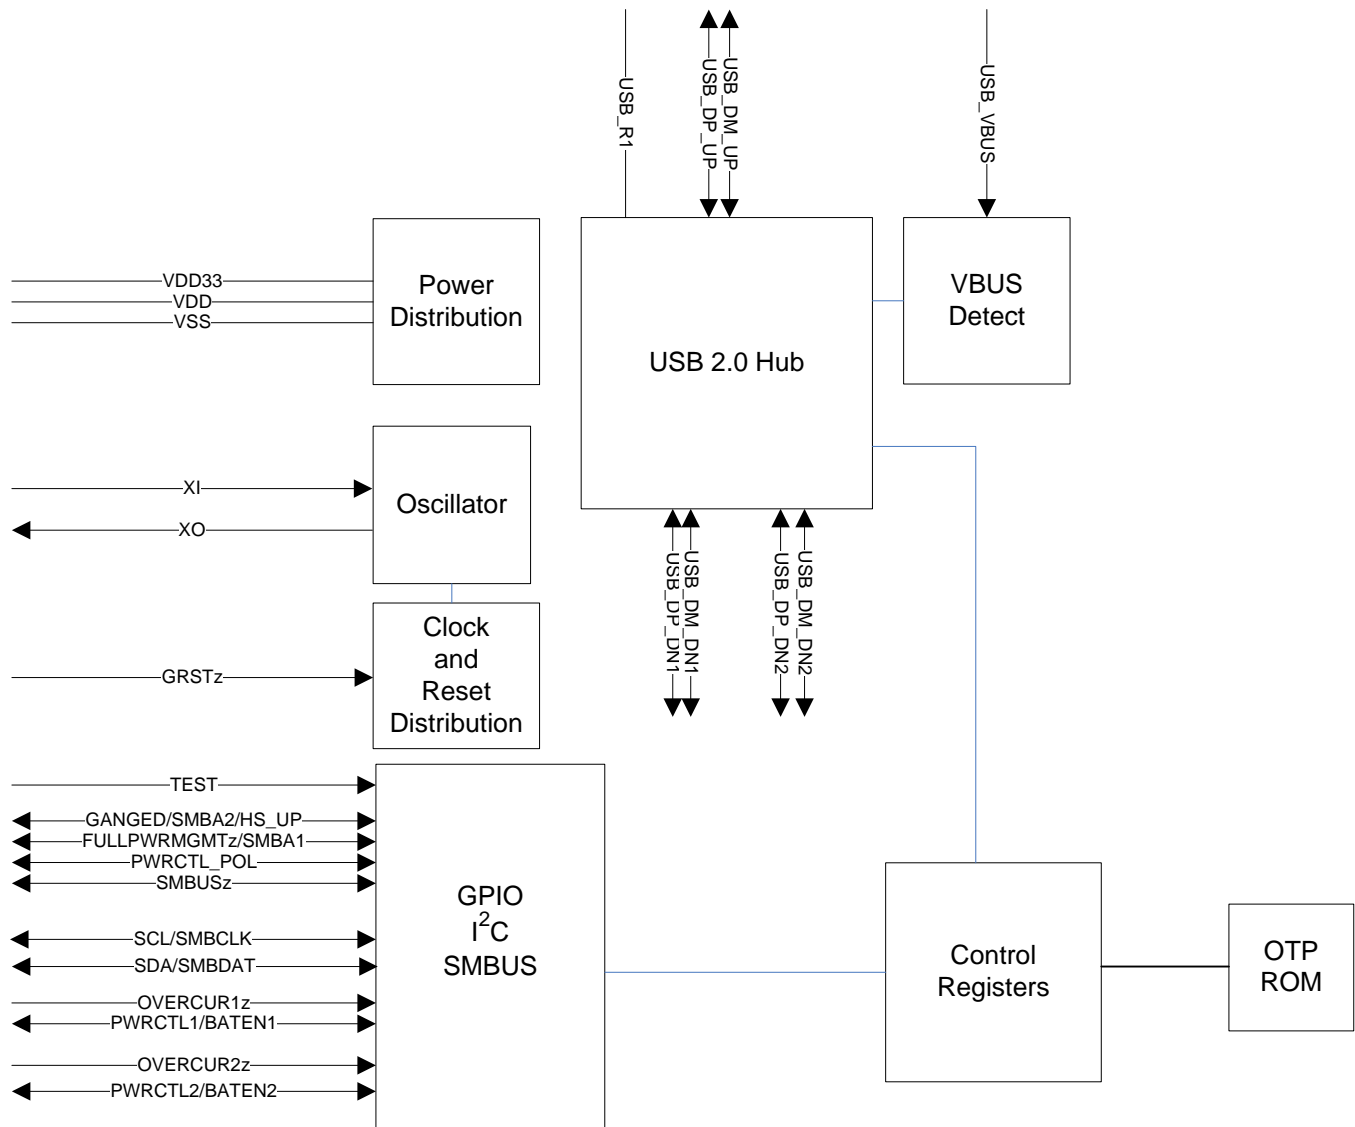 USB_R1
USB_DP_UP
USB_DM_UP
USB_VBUS
VDD33
VDD
VSS
Power
Distribution
USB 2.0 Hub
VBUS
Detect
XI
XO
Oscillator
USB_DP_DN1
USB_DM_DN1
USB_DP_DN2
USB_DM_DN2
GRSTz
Clock
and
Reset
Distribution
TEST
GANGED/SMBA2/HS_UP
FULLPWRMGMTz/SMBA1
PWRCTL_POL
SMBUSz
SCL/SMBCLK
SDA/SMBDAT
OVERCUR1z
PWRCTL1/BATEN1
OVERCUR2z
PWRCTL2/BATEN2
GPIO
I²C
SMBUS
Control
Registers
OTP
ROM